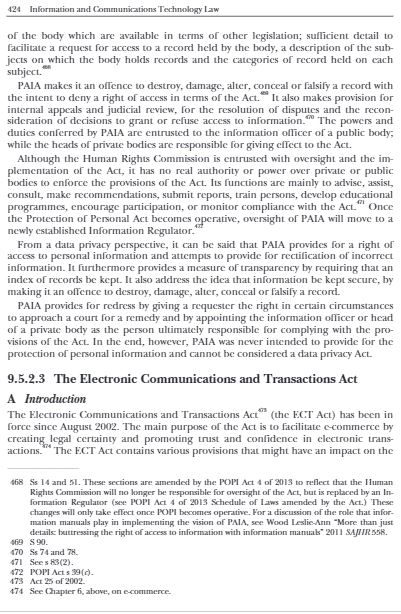 424 Information and Communications Technology Law
of the body which are available in terms of other legislation; sufficient detail to
facilitate a request for access to a record held by the body, a description of the sub-
jects on which the body holds records and the categories of record held on each
subject.468
PAIA makes it an offence to destroy, damage, alter, conceal or falsify a record with
the intent to deny a right of access in terms of the Act.469 It also makes provision for
internal appeals and judicial review, for the resolution of disputes and the recon-
sideration of decisions to grant or refuse access to information.470 The powers and
duties conferred by PAIA are entrusted to the information officer of a public body;
while the heads of private bodies are responsible for giving effect to the Act.
Although the Human Rights Commission is entrusted with oversight and the im-
plementation of the Act, it has no real authority or power over private or public
bodies to enforce the provisions of the Act. Its functions are mainly to advise, assist,
consult, make recommendations, submit reports, train persons, develop educational
programmes, encourage participation, or monitor compliance with the Act.471 Once
the Protection of Personal Act becomes operative, oversight of PAIA will move to a
newly established Information Regulator.472
From a data privacy perspective, it can be said that PAIA provides for a right of
access to personal information and attempts to provide for rectification of incorrect
information. It furthermore provides a measure of transparency by requiring that an
index of records be kept. It also address the idea that information be kept secure, by
making it an offence to destroy, damage, alter, conceal or falsify a record.
PAIA provides for redress by giving a requester the right in certain circumstances
to approach a court for a remedy and by appointing the information officer or head
of a private body as the person ultimately responsible for complying with the pro-
visions of the Act. In the end, however, PAIA was never intended to provide for the
protection of personal information and cannot be considered a data privacy Act.
9.5.2.3 The Electronic Communications and Transactions Act
A Introduction
The Electronic Communications and Transactions Act473 (the ECT Act) has been in
force since August 2002. The main purpose of the Act is to facilitate e-commerce by
creating legal certainty and promoting trust and confidence in electronic trans-
actions.474 The ECT Act contains various provisions that might have an impact on the
468 Ss 14 and 51. These sections are amended by the POPI Act 4 of 2013 to reflect that the Human
Rights Commission will no longer be responsible for oversight of the Act, but is replaced by an In-
formation Regulator (see POPI Act 4 of 2013 Schedule of Laws amended by the Act.) These
changes will only take effect once POPI becomes operative. For a discussion of the role that infor-
mation manuals play in implementing the vision of PAIA, see Wood Leslie-Ann “More than just
details: buttressing the right of access to information with information manuals” 2011 SAJHR 558.
469 S 90.
470 Ss 74 and 78.
471 See s 83(2).
472 POPI Act s 39(c).
473 Act 25 of 2002.
474 See Chapter 6, above, on e-commerce.